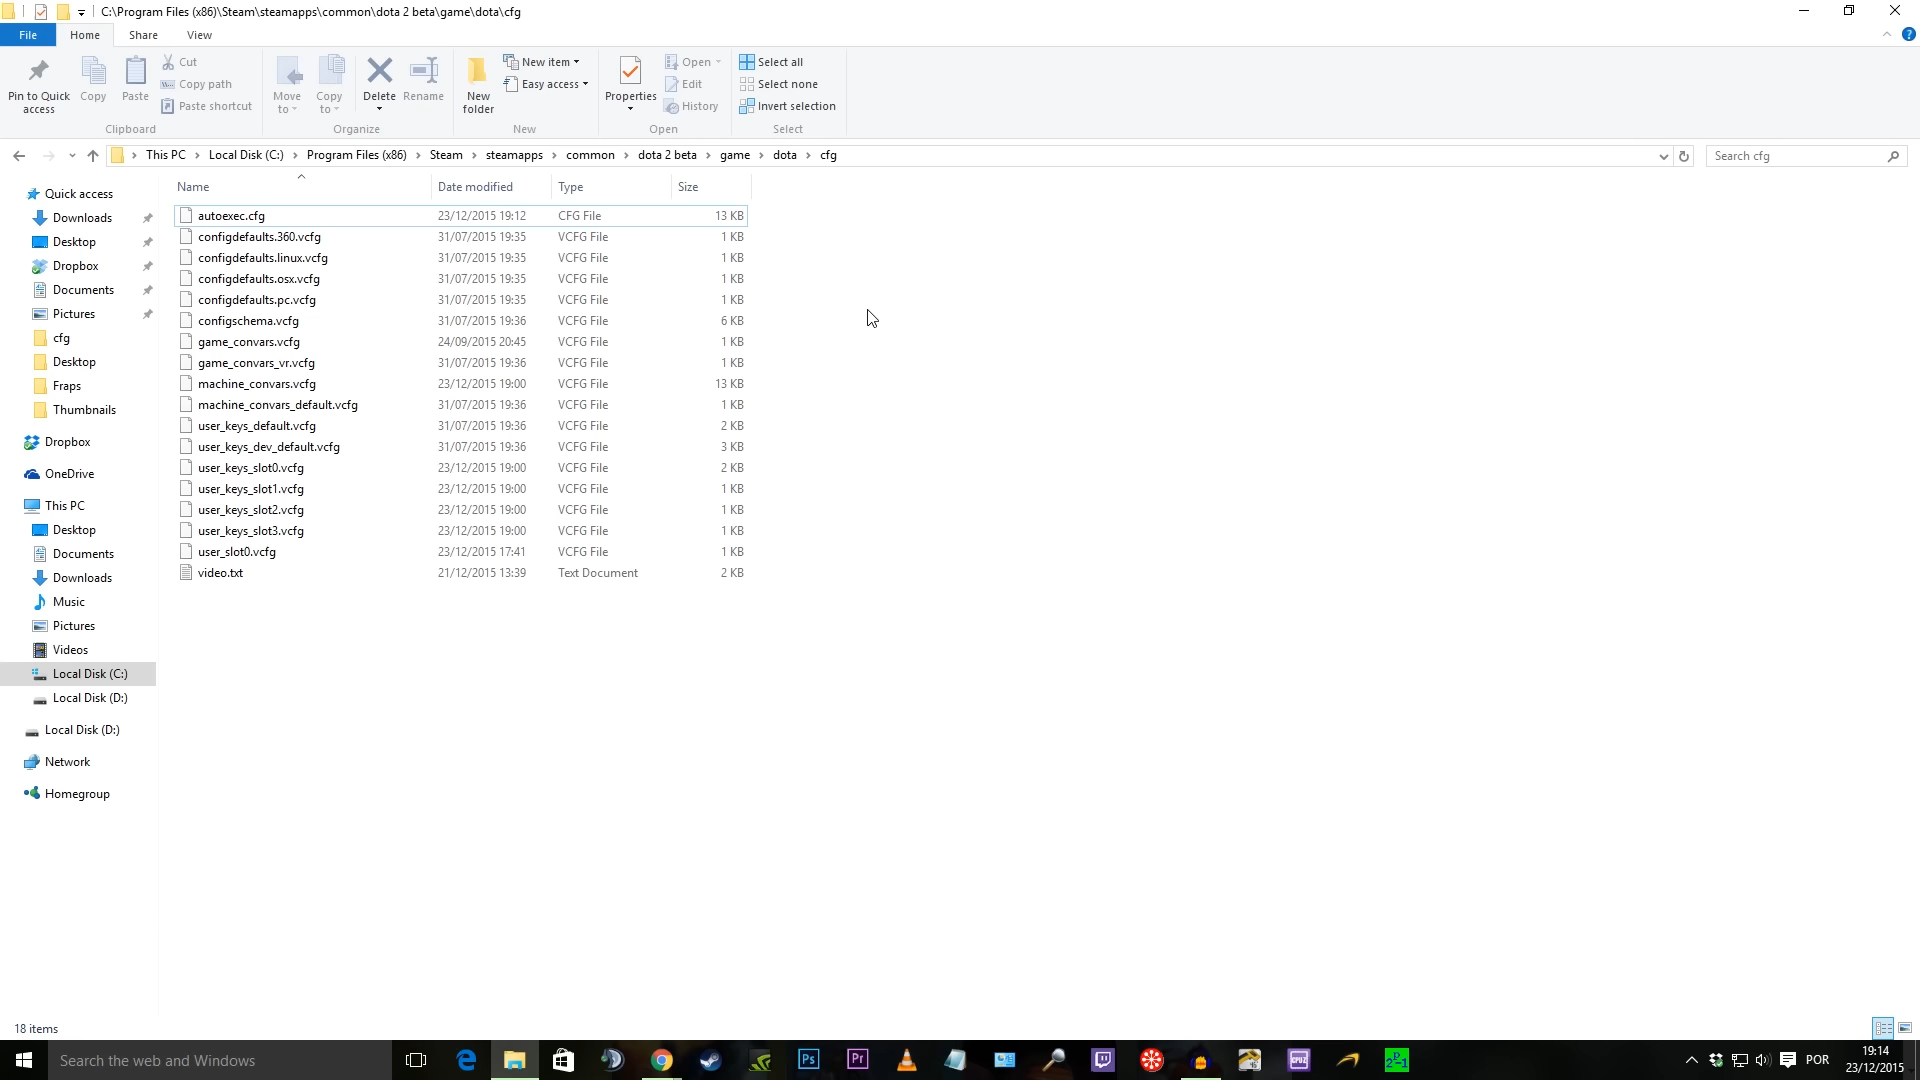 C:\Program Files (x86)\Steam\steamapps\common\dota 2 beta\game\dota\cfg
File Home Share View
Pin to Quick access
Copy
Paste
Cut
Copy path
Paste shortcut
Clipboard
Move to
Copy to
Delete
Rename
Organize
New folder
New item
Easy access
New
Properties
Open
Edit
History
Open
Select all
Select none
Invert selection
Select
This PC > Local Disk (C:) > Program Files (x86) > Steam > steamapps > common > dota 2 beta > game > dota > cfg
Search cfg
Quick access
Downloads
Desktop
Dropbox
Documents
Pictures
cfg
Desktop
Fraps
Thumbnails
Dropbox
OneDrive
This PC
Desktop
Documents
Downloads
Music
Pictures
Videos
Local Disk (C:)
Local Disk (D:)
Local Disk (D:)
Network
Homegroup
Name Date modified Type Size
autoexec.cfg 23/12/2015 19:12 CFG File 13 KB
configdefaults.360.vcfg 31/07/2015 19:35 VCFG File 1 KB
configdefaults.linux.vcfg 31/07/2015 19:35 VCFG File 1 KB
configdefaults.osx.vcfg 31/07/2015 19:35 VCFG File 1 KB
configdefaults.pc.vcfg 31/07/2015 19:35 VCFG File 1 KB
configschema.vcfg 31/07/2015 19:36 VCFG File 6 KB
game_convars.vcfg 24/09/2015 20:45 VCFG File 1 KB
game_convars_vr.vcfg 31/07/2015 19:36 VCFG File 1 KB
machine_convars.vcfg 23/12/2015 19:00 VCFG File 13 KB
machine_convars_default.vcfg 31/07/2015 19:36 VCFG File 1 KB
user_keys_default.vcfg 31/07/2015 19:36 VCFG File 2 KB
user_keys_dev_default.vcfg 31/07/2015 19:36 VCFG File 3 KB
user_keys_slot0.vcfg 23/12/2015 19:00 VCFG File 2 KB
user_keys_slot1.vcfg 23/12/2015 19:00 VCFG File 1 KB
user_keys_slot2.vcfg 23/12/2015 19:00 VCFG File 1 KB
user_keys_slot3.vcfg 23/12/2015 19:00 VCFG File 1 KB
user_slot0.vcfg 23/12/2015 17:41 VCFG File 1 KB
video.txt 21/12/2015 13:39 Text Document 2 KB
18 items
Search the web and Windows
Ps
Pr
CPUZ
POR
19:14
23/12/2015